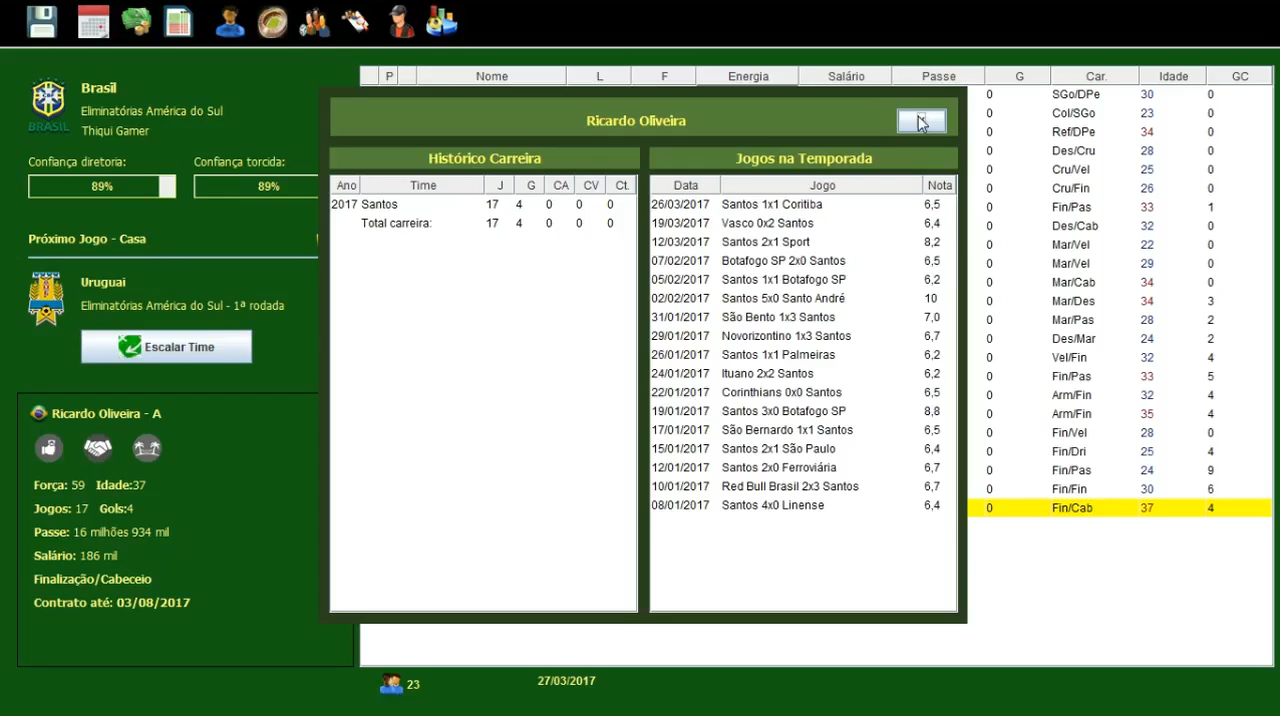 P Nome L F Energia Salário Passe G Car. Idade GC
Brasil
Eliminatórias América do Sul
Thiqui Gamer
BRASIL
Confiança diretoria: Confiança torcida:
89% 89%
Próximo Jogo - Casa
Uruguai
Eliminatórias América do Sul - 1ª rodada
Escalar Time
Ricardo Oliveira - A
Força: 59 Idade:37
Jogos: 17 Gols:4
Passe: 16 milhões 934 mil
Salário: 186 mil
Finalização/Cabeceio
Contrato até: 03/08/2017
Ricardo Oliveira
Histórico Carreira
Ano Time J G CA CV Ct.
2017 Santos 17 4 0 0 0
Total carreira: 17 4 0 0 0
Jogos na Temporada
Data Jogo Nota
26/03/2017 Santos 1x1 Coritiba 6,5
19/03/2017 Vasco 0x2 Santos 6,4
12/03/2017 Santos 2x1 Sport 8,2
07/02/2017 Botafogo SP 2x0 Santos 6,5
05/02/2017 Santos 1x1 Botafogo SP 6,2
02/02/2017 Santos 5x0 Santo André 10
31/01/2017 São Bento 1x3 Santos 7,0
29/01/2017 Novorizontino 1x3 Santos 6,7
26/01/2017 Santos 1x1 Palmeiras 6,2
24/01/2017 Ituano 2x2 Santos 6,2
22/01/2017 Corinthians 0x0 Santos 6,5
19/01/2017 Santos 3x0 Botafogo SP 8,8
17/01/2017 São Bernardo 1x1 Santos 6,5
15/01/2017 Santos 2x1 São Paulo 6,4
12/01/2017 Santos 2x0 Ferroviária 6,7
10/01/2017 Red Bull Brasil 2x3 Santos 6,7
08/01/2017 Santos 4x0 Linense 6,4
0 SGo/DPe 30 0
0 Col/SGo 23 0
0 Ref/DPe 34 0
0 Des/Cru 28 0
0 Cru/Vel 25 0
0 Cru/Fin 26 0
0 Fin/Pas 33 1
0 Des/Cab 32 0
0 Mar/Vel 22 0
0 Mar/Vel 29 0
0 Mar/Cab 34 0
0 Mar/Des 34 3
0 Mar/Pas 28 2
0 Des/Mar 24 2
0 Vel/Fin 32 4
0 Fin/Pas 33 5
0 Arm/Fin 32 4
0 Arm/Fin 35 4
0 Fin/Vel 28 0
0 Fin/Dri 25 4
0 Fin/Pas 24 9
0 Fin/Fin 30 6
0 Fin/Cab 37 4
23 27/03/2017